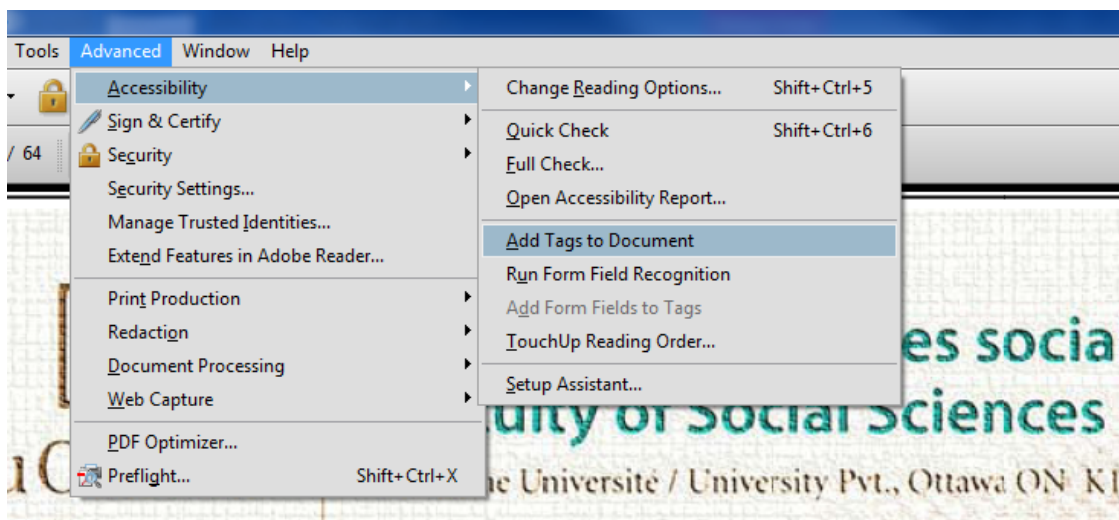 Tools Advanced Window Help
Accessibility
Sign & Certify
/ 64
Security
Security Settings...
Manage Trusted Identities...
Extend Features in Adobe Reader...
Print Production
Redaction
Document Processing
Web Capture
PDF Optimizer...
Preflight... Shift+Ctrl+X
Change Reading Options... Shift+Ctrl+5
Quick Check Shift+Ctrl+6
Full Check...
Open Accessibility Report...
Add Tags to Document
Run Form Field Recognition
Add Form Fields to Tags
TouchUp Reading Order...
Setup Assistant...
es socia
ulty of Social Sciences
u O
ne Université / University Pvt., Ottawa ON K1